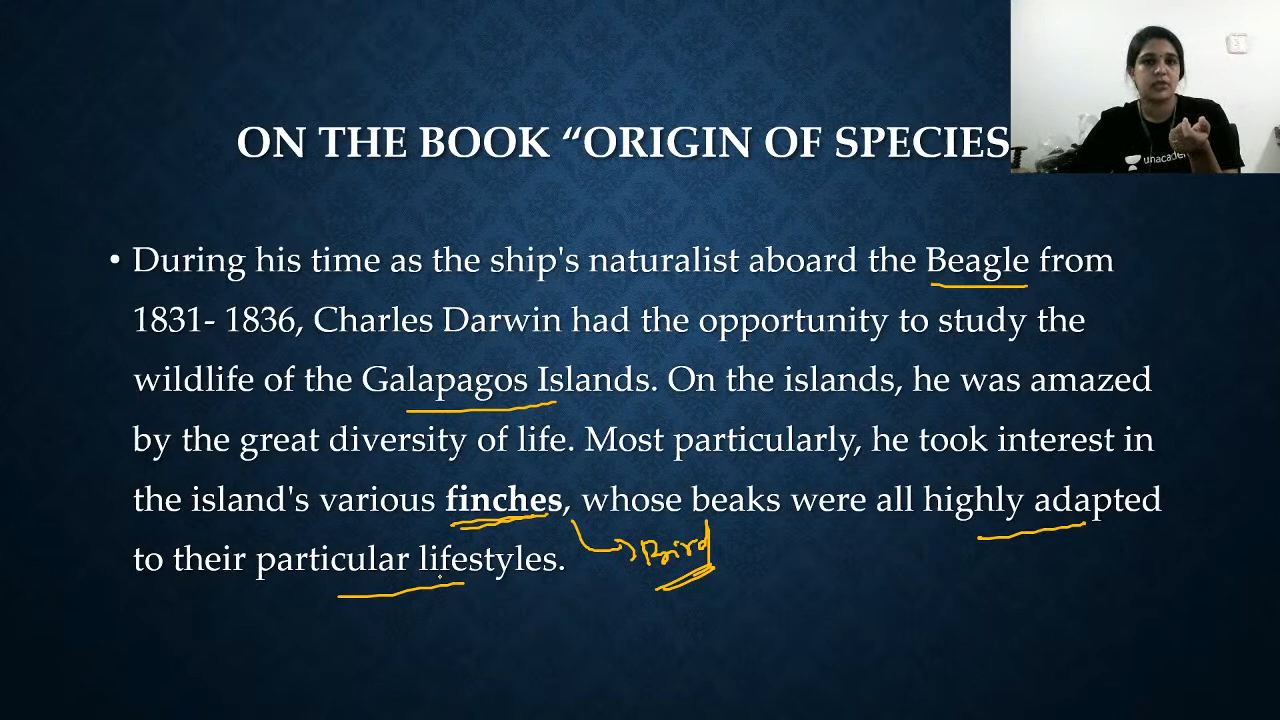 ON THE BOOK “ORIGIN OF SPECIES
unacade
• During his time as the ship's naturalist aboard the Beagle from
1831- 1836, Charles Darwin had the opportunity to study the
wildlife of the Galapagos Islands. On the islands, he was amazed
by the great diversity of life. Most particularly, he took interest in
the island's various finches, whose beaks were all highly adapted
to their particular lifestyles.
Bird